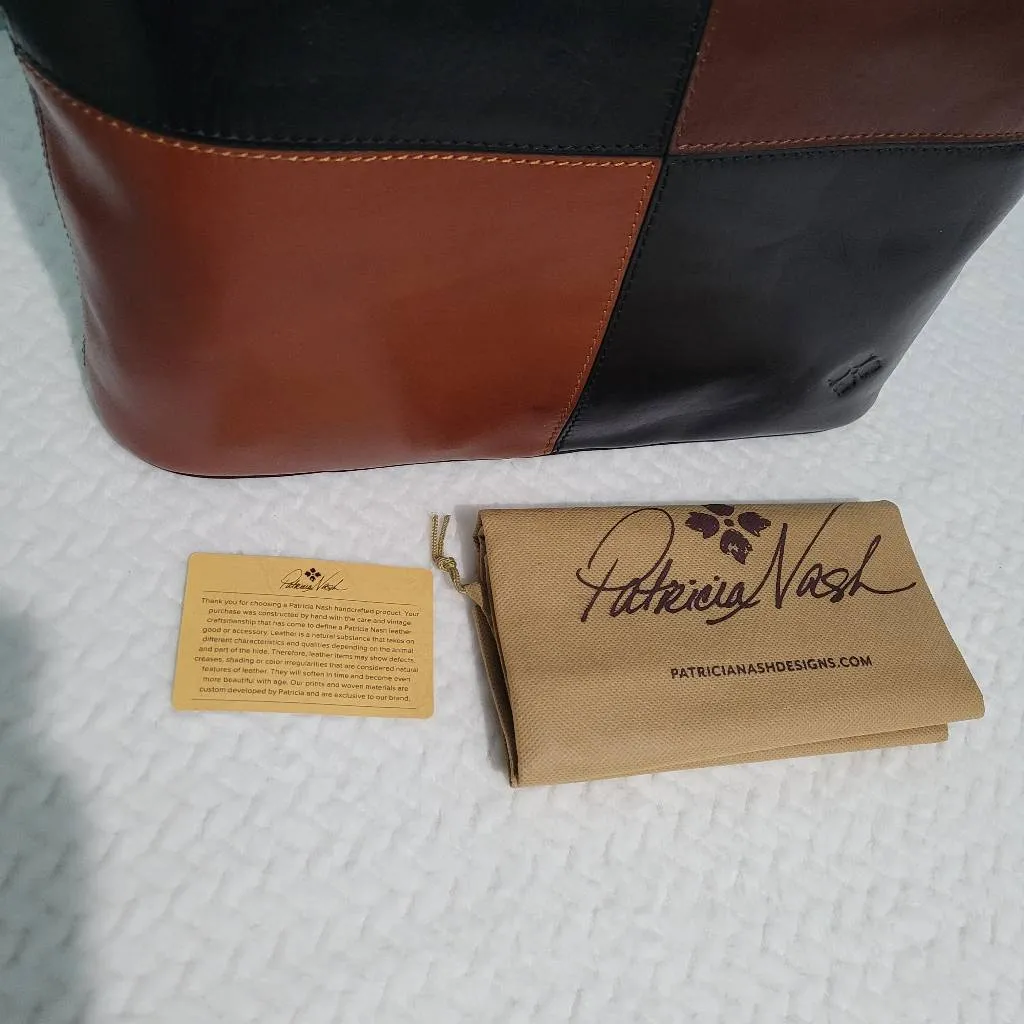 Patricia Nash
Thank you for choosing a Patricia Nash handcrafted product. Your
purchase was constructed by hand with the care and vintage
craftsmanship that has come to define a Patricia Nash leather
good or accessory. Leather is a natural substance that takes on
different characteristics and qualities depending on the animal
and part of the hide. Therefore, leather items may show defects,
creases, shading or color irregularities that are considered natural
features of leather. They will soften in time and become even
more beautiful with age. Our prints and woven materials are
custom developed by Patricia and are exclusive to our brand.
Patricia Nash
PATRICIANASHDESIGNS.COM